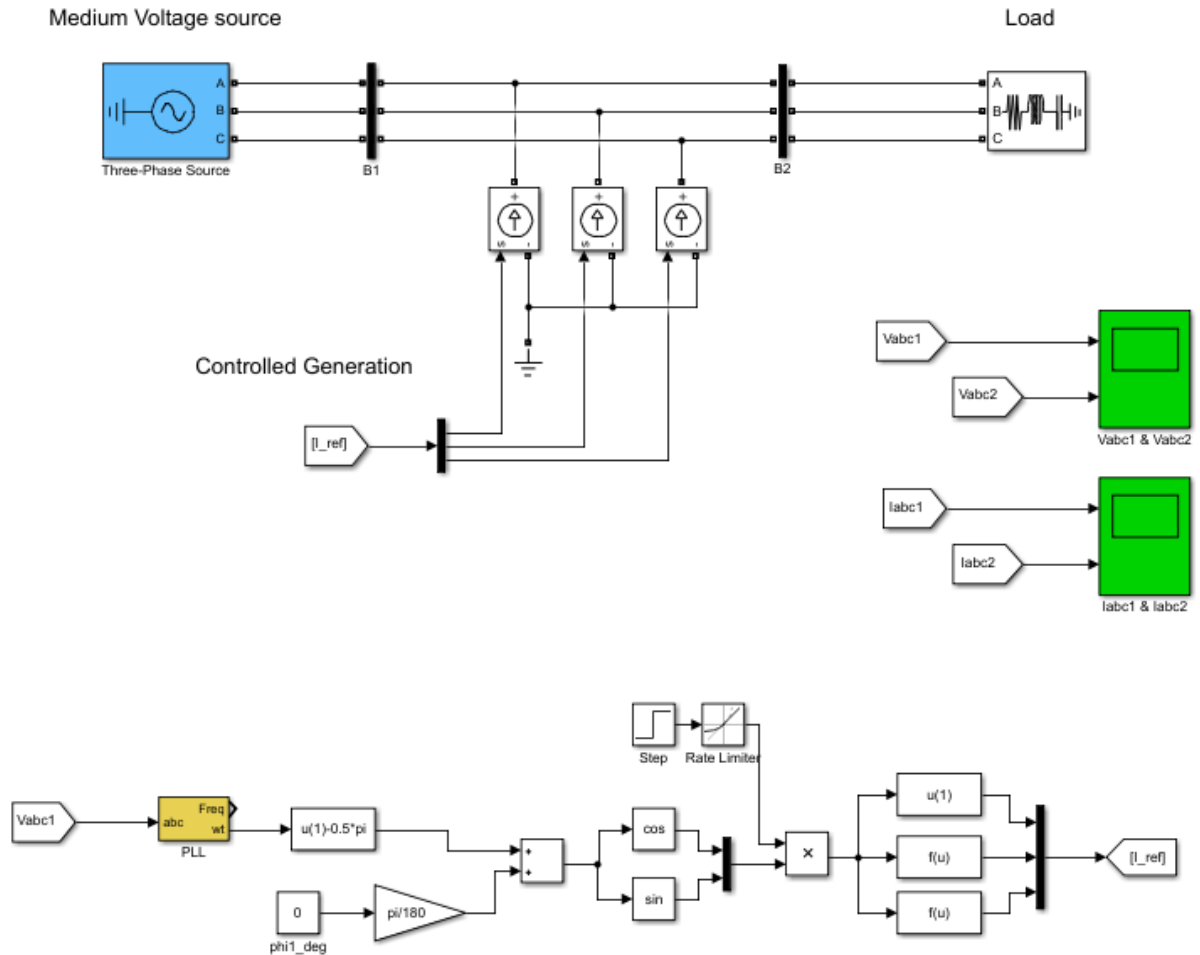 Medium Voltage source
Load
A
B
C
Three-Phase Source
B1
B2
A
B
C
+
+
+
s
-
s
-
s
-
Controlled Generation
[I_ref]
Vabc1
Vabc2
Vabc1 & Vabc2
Iabc1
Iabc2
Iabc1 & Iabc2
Step
Rate Limiter
Vabc1
abc
Freq
wt
PLL
u(1)-0.5*pi
+
+
cos
sin
×
u(1)
f(u)
f(u)
[I_ref]
0
phi1_deg
pi/180